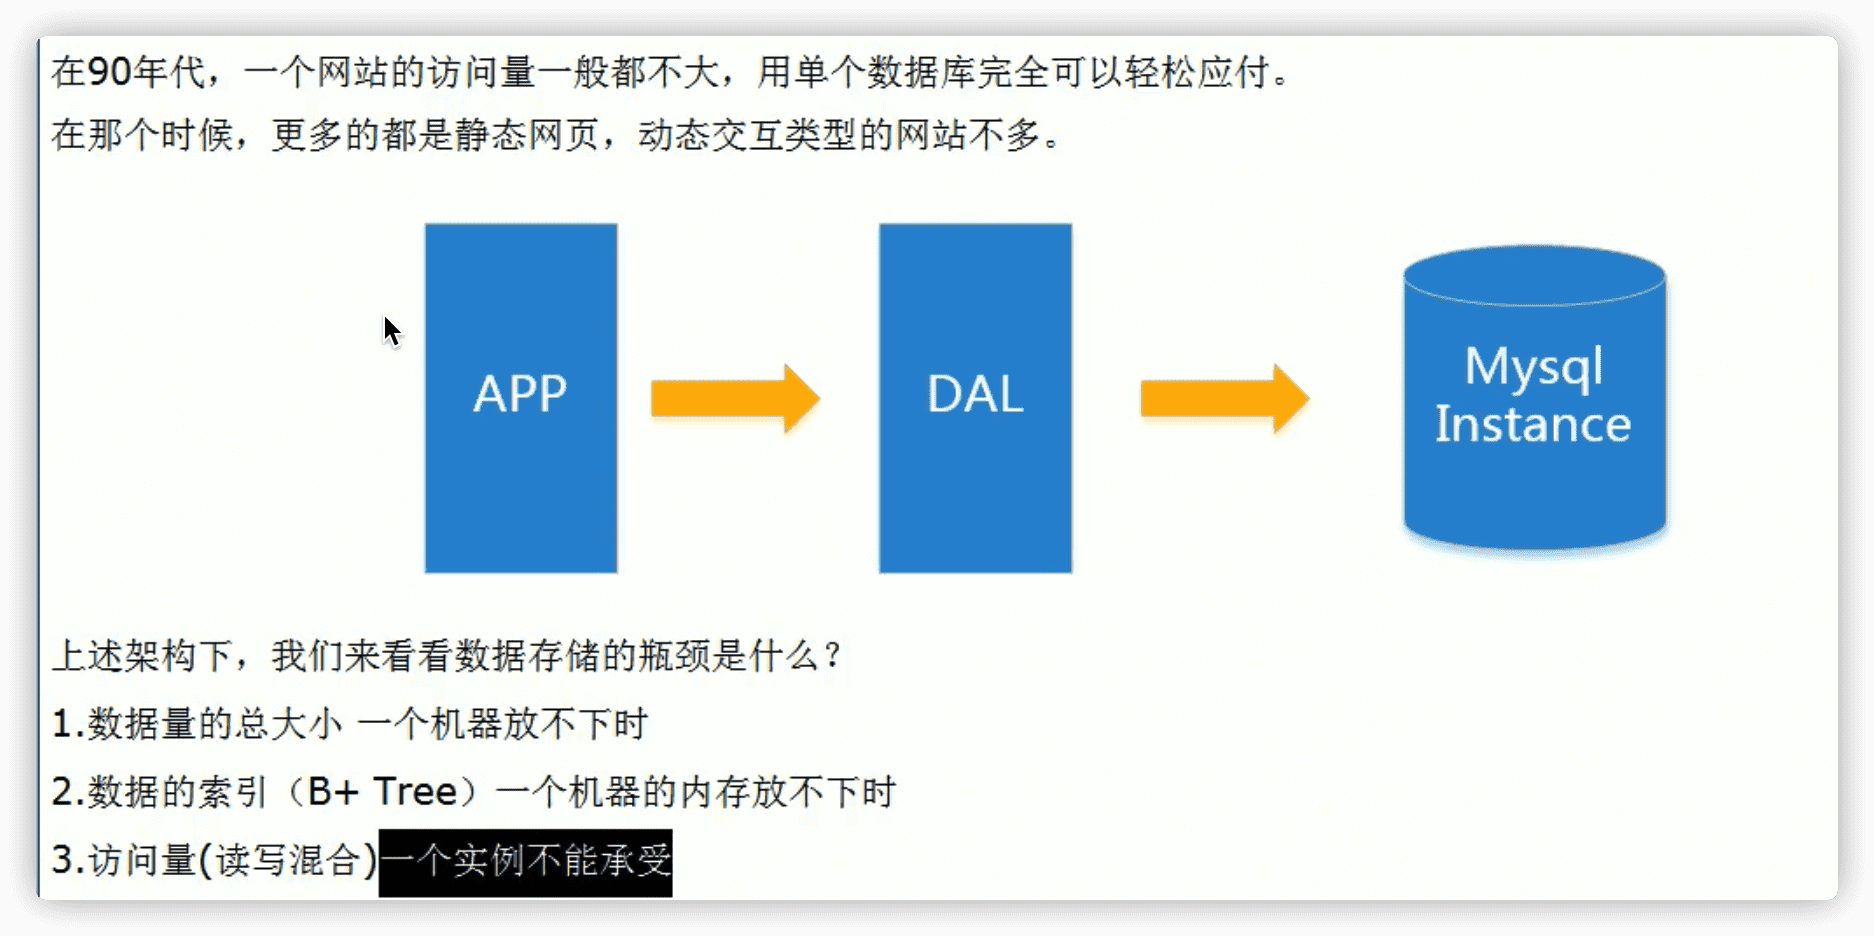 在90年代，一个网站的访问量一般都不大，用单个数据库完全可以轻松应付。
在那个时候，更多的都是静态网页，动态交互类型的网站不多。
APP
DAL
Mysql
Instance
上述架构下，我们来看看数据存储的瓶颈是什么？
1.数据量的总大小 一个机器放不下时
2.数据的索引（B+ Tree）一个机器的内存放不下时
3.访问量(读写混合)一个实例不能承受